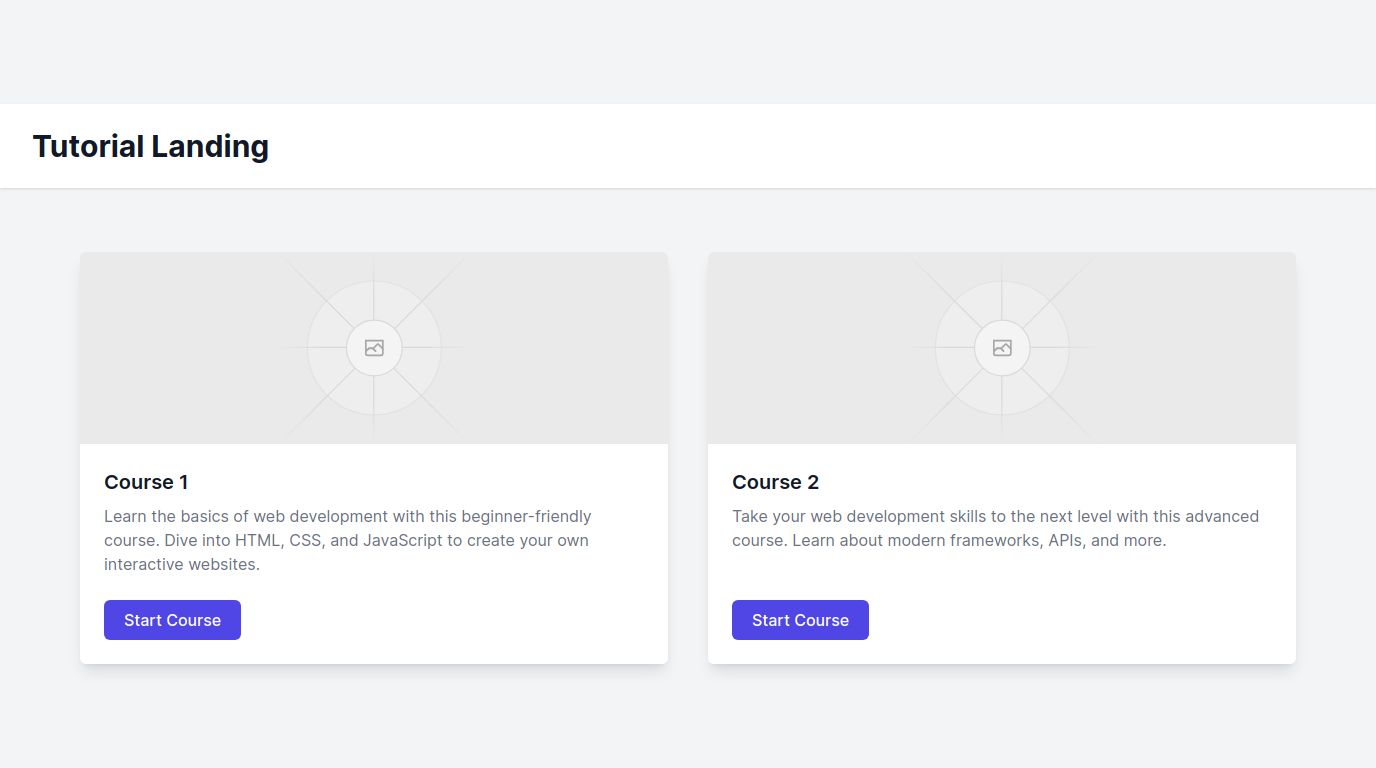 Tutorial Landing
Course 1
Learn the basics of web development with this beginner-friendly
course. Dive into HTML, CSS, and JavaScript to create your own
interactive websites.
Start Course
Course 2
Take your web development skills to the next level with this advanced
course. Learn about modern frameworks, APIs, and more.
Start Course